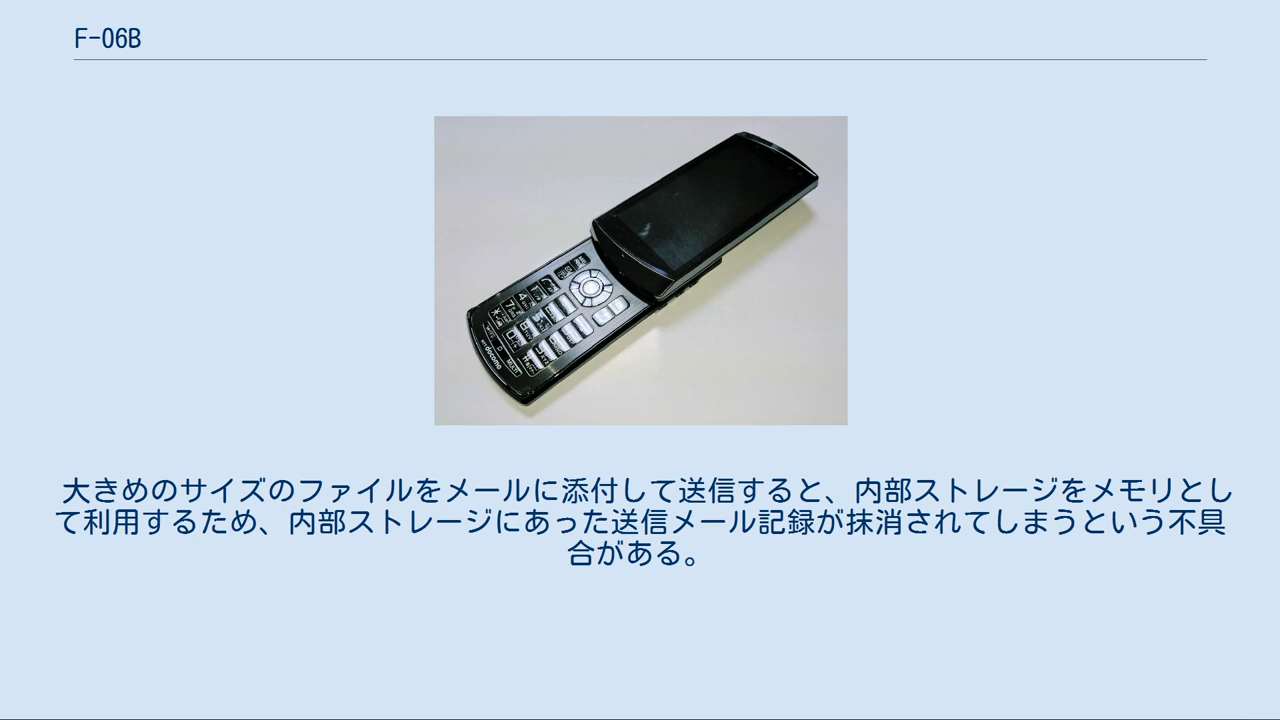 F-06B
docomo
大きめのサイズのファイルをメールに添付して送信すると、内部ストレージをメモリとし
て利用するため、内部ストレージにあった送信メール記録が抹消されてしまうという不具
合がある。